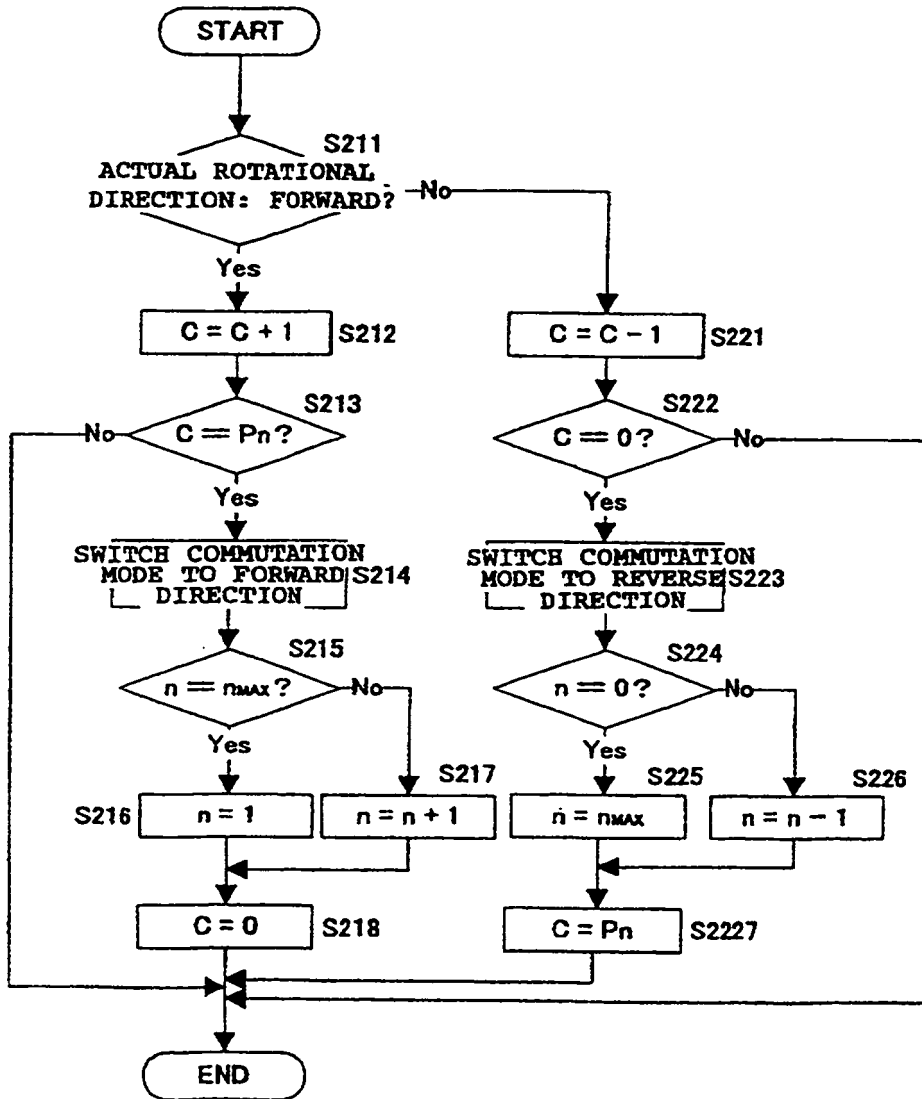 START
S211
ACTUAL ROTATIONAL
DIRECTION: FORWARD?
No
Yes
C = C + 1
S212
C = C - 1
S221
S213
C == Pn?
No
Yes
S222
C == 0?
No
Yes
SWITCH COMMUTATION
MODE TO FORWARD
DIRECTION
S214
SWITCH COMMUTATION
MODE TO REVERSE
DIRECTION
S223
S215
n == nMAX?
No
Yes
S224
n == 0?
No
Yes
S216
n = 1
S217
n = n + 1
S225
n = nMAX
S226
n = n - 1
C = 0
S218
C = Pn
S2227
END